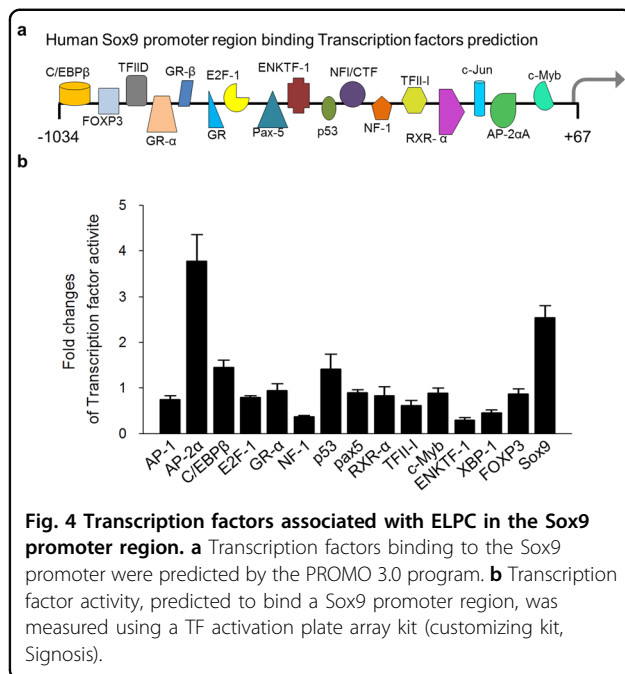 a
Human Sox9 promoter region binding Transcription factors prediction
C/EBPβ
FOXP3
TFIID
GR-α
GR-β
GR
E2F-1
Pax-5
ENKTF-1
p53
NFI/CTF
NF-1
TFII-I
RXR- α
c-Jun
AP-2αA
c-Myb
-1034
+67
b
Fold changes
of Transcription factor activite
5
4
3
2
1
0
AP-1
AP-2α
C/EBPβ
E2F-1
GR-α
NF-1
p53
pax5
RXR-α
TFII-I
c-Myb
ENKTF-1
XBP-1
FOXP3
Sox9
Fig. 4 Transcription factors associated with ELPC in the Sox9
promoter region. a Transcription factors binding to the Sox9
promoter were predicted by the PROMO 3.0 program. b Transcription
factor activity, predicted to bind a Sox9 promoter region, was
measured using a TF activation plate array kit (customizing kit,
Signosis).